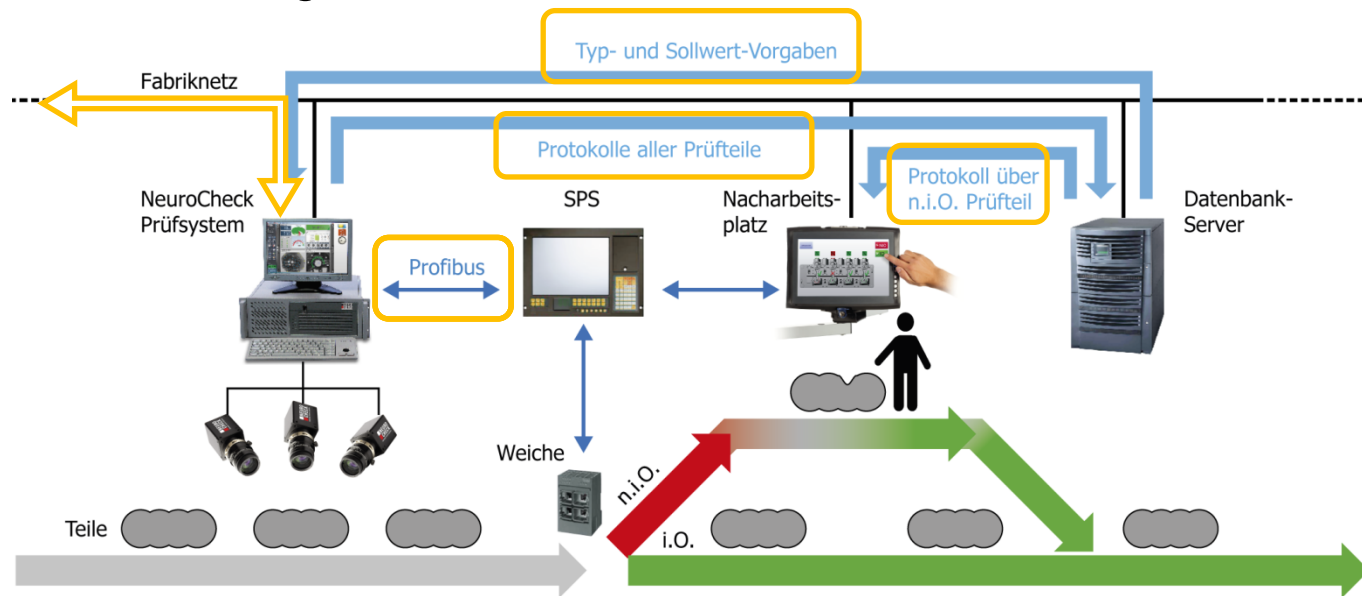 Typ- und Sollwert-Vorgaben
Fabriknetz
Protokolle aller Prüfteile
Protokoll über
n.i.O. Prüfteil
NeuroCheck
Prüfsystem
SPS
Nacharbeits-
platz
Datenbank-
Server
Profibus
Weiche
n.i.O.
i.O.
Teile